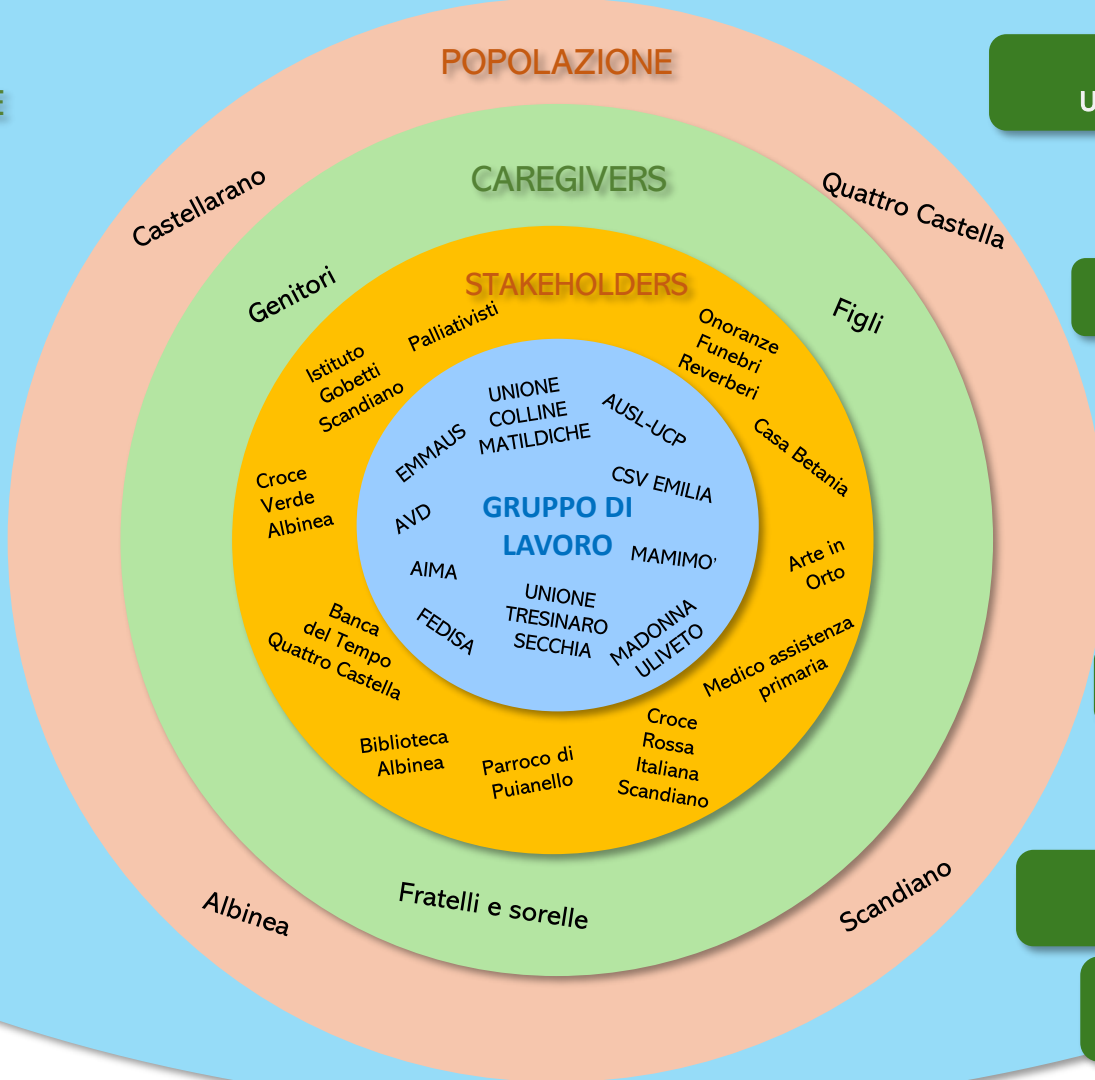 POPOLAZIONE
E
U
CAREGIVERS
Castellarano
Quattro Castella
Genitori
Figli
STAKEHOLDERS
Palliativisti
Onoranze
Funebri
Reverberi
Istituto
Gobetti
Scandiano
Casa Betania
Croce
Verde
Albinea
Arte in
Orto
Banca
del Tempo
Quattro Castella
Medico assistenza
primaria
Biblioteca
Albinea
Parroco di
Puianello
Croce
Rossa
Italiana
Scandiano
UNIONE
COLLINE
MATILDICHE
AUSL-UCP
EMMAUS
CSV EMILIA
AVD
GRUPPO DI
LAVORO
MAMIMO’
AIMA
UNIONE
TRESINARO
SECCHIA
FEDISA
MADONNA
ULIVETO
Fratelli e sorelle
Albinea
Scandiano